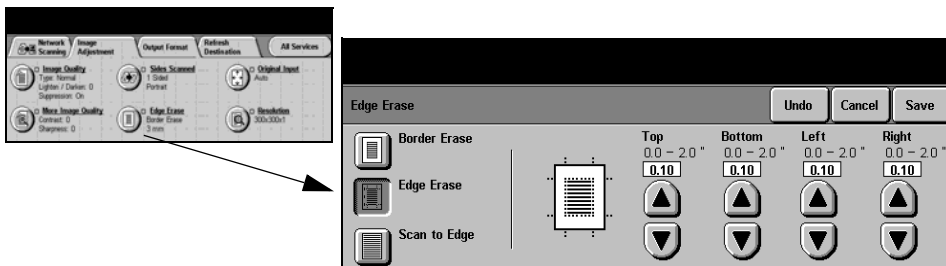 Network Scanning
Image Adjustment
Output Format
Refresh Destination
All Services
Image Quality
Type: Normal
Lighten / Darken: 0
Suppression: On
Sides Scanned
1 Sided
Portrait
Original Input
Auto
More Image Quality
Contrast: 0
Sharpness: 0
Edge Erase
Border Erase
3 mm
Resolution
300x300x1
Edge Erase
Undo
Cancel
Save
Border Erase
Edge Erase
Scan to Edge
Top
0.0 – 2.0 "
0.10
Bottom
0.0 – 2.0 "
0.10
Left
0.0 – 2.0 "
0.10
Right
0.0 – 2.0 "
0.10